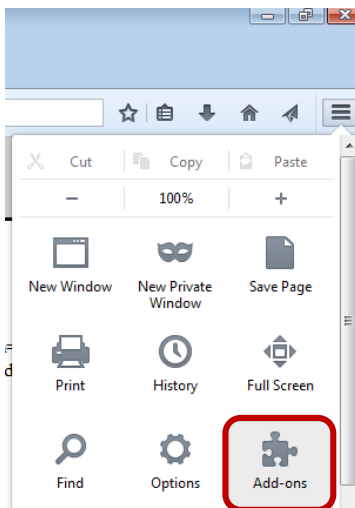 Cut Copy Paste
− 100% +
New Window New Private Window Save Page
Print History Full Screen
Find Options Add-ons